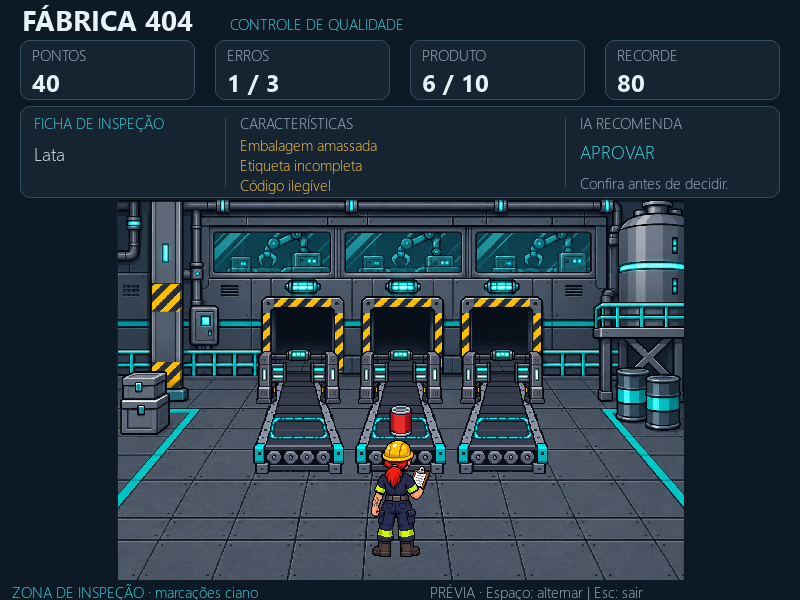 FÁBRICA 404
CONTROLE DE QUALIDADE
PONTOS
40
ERROS
1 / 3
PRODUTO
6 / 10
RECORDE
80
FICHA DE INSPEÇÃO
Lata
CARACTERÍSTICAS
Embalagem amassada
Etiqueta incompleta
Código ilegível
IA RECOMENDA
APROVAR
Confira antes de decidir.
ZONA DE INSPEÇÃO · marcações ciano
PRÉVIA · Espaço: alternar | Esc: sair